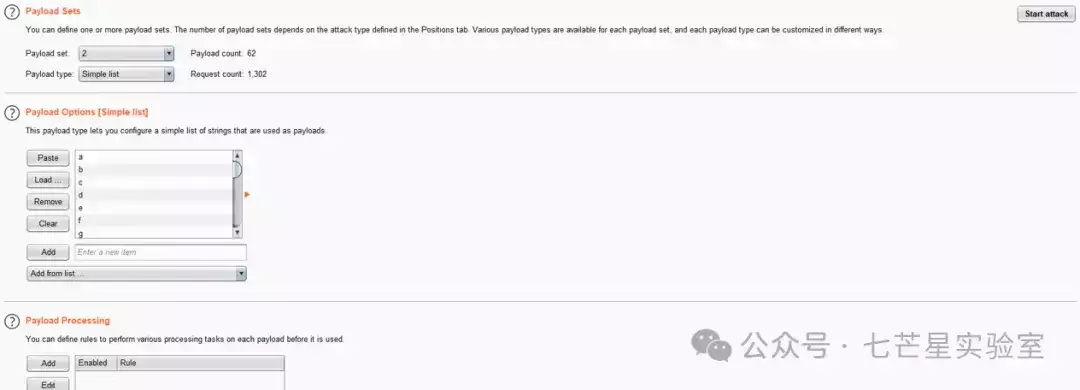 Payload Sets
Start attack
You can define one or more payload sets. The number of payload sets depends on the attack type defined in the Positions tab. Various payload types are available for each payload set, and each payload type can be customized in different ways.
Payload set: 2 Payload count: 62
Payload type: Simple list Request count: 1,302
Payload Options [Simple list]
This payload type lets you configure a simple list of strings that are used as payloads.
Paste
Load ...
Remove
Clear
a
b
c
d
e
f
g
Add Enter a new item
Add from list ...
Payload Processing
You can define rules to perform various processing tasks on each payload before it is used.
Add Enabled Rule
Edit
公众号 · 七芒星实验室